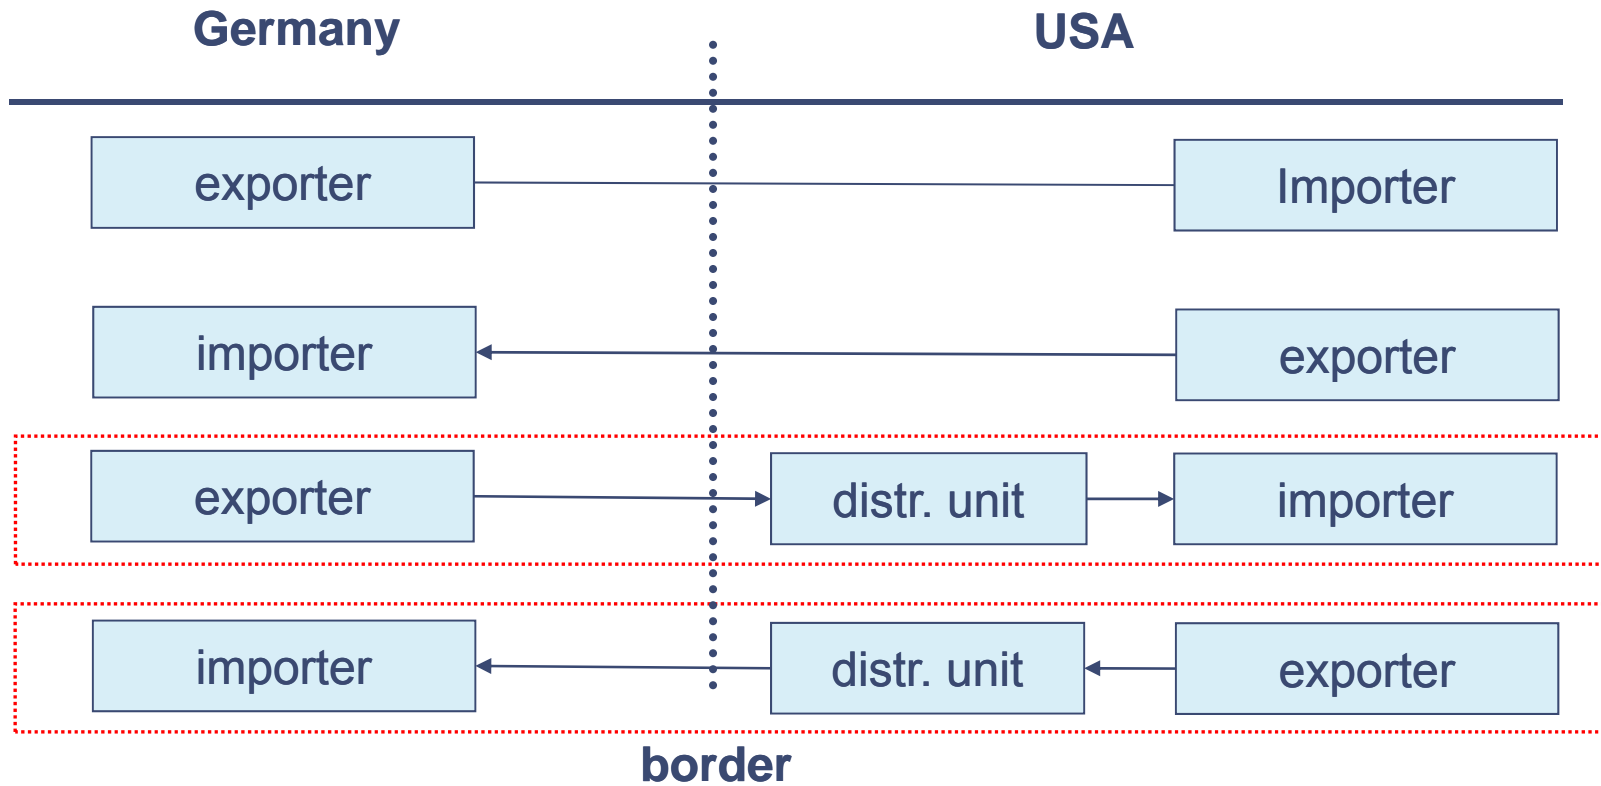 Germany
USA
exporter
Importer
importer
exporter
exporter
distr. unit
importer
importer
distr. unit
exporter
border